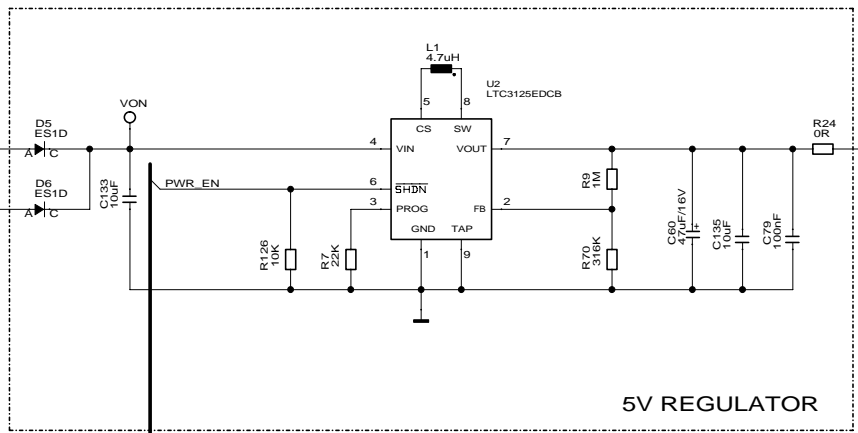 L1
4.7uH
U2
LTC3125EDCB
5
8
CS
SW
VON
D5
ES1D
A
C
4
VIN
VOUT
7
R24
0R
D6
ES1D
A
C
C133
10uF
PWR_EN
6
SHDN
3
PROG
FB
2
GND
TAP
1
9
R126
10K
R7
22K
R9
1M
R70
316K
C60
47uF/16V
+
C135
10uF
C79
100nF
5V REGULATOR